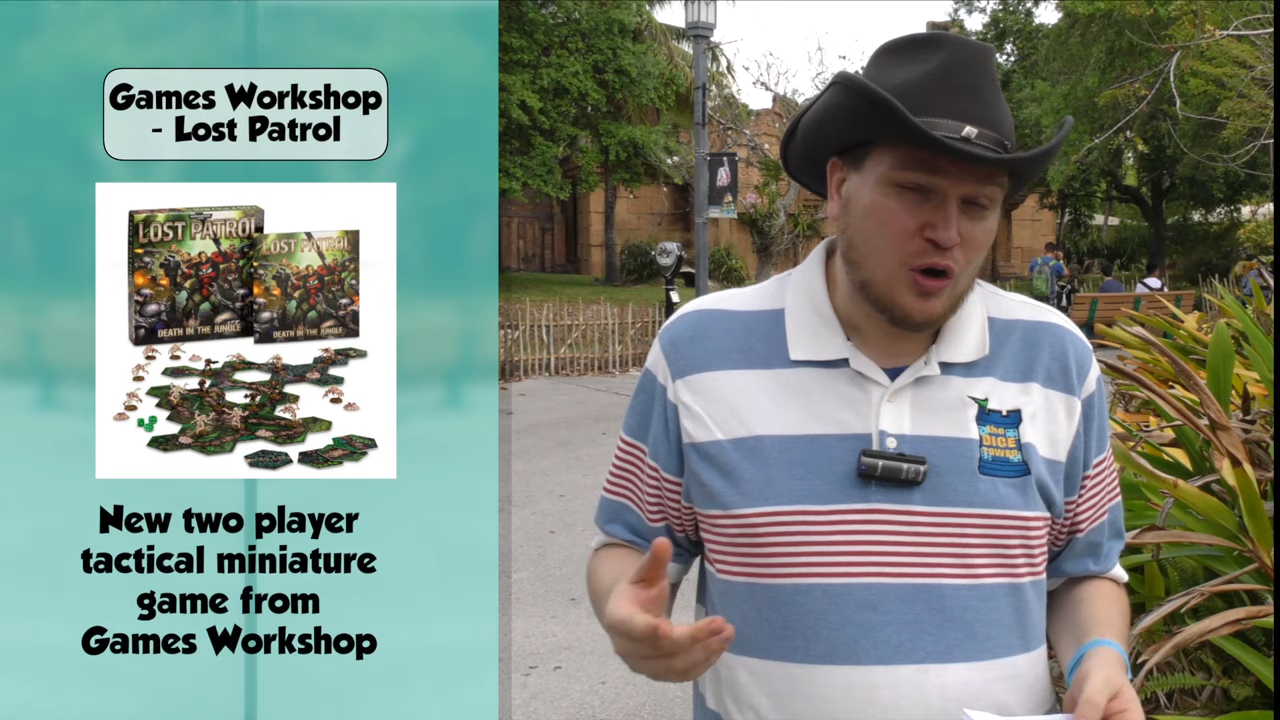 Games Workshop
- Lost Patrol
LOST PATROL
DEATH IN THE JUNGLE
LOST PATROL
DEATH IN THE JUNGLE
New two player
tactical miniature
game from
Games Workshop
the
DICE
TOWER